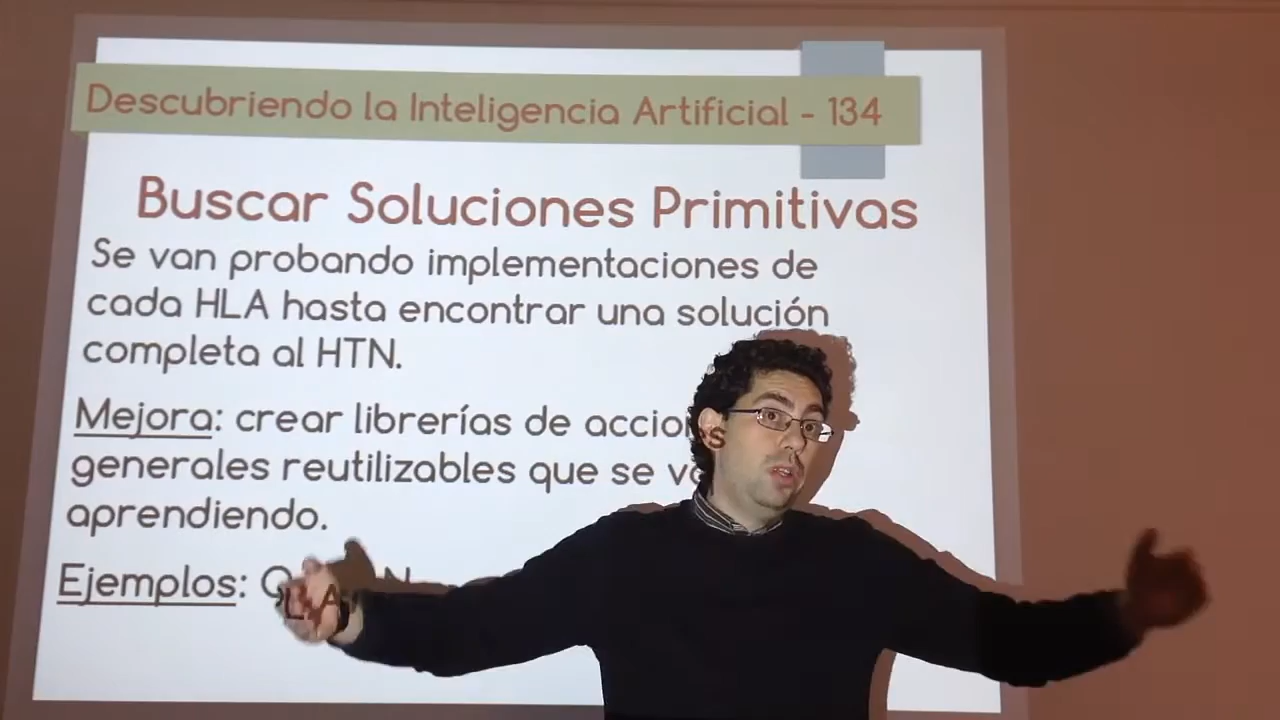 Descubriendo la Inteligencia Artificial - 134
Buscar Soluciones Primitivas
Se van probando implementaciones de
cada HLA hasta encontrar una solución
completa al HTN.
Mejora: crear librerías de acciones
generales reutilizables que se
aprendiendo.
Ejemplos: